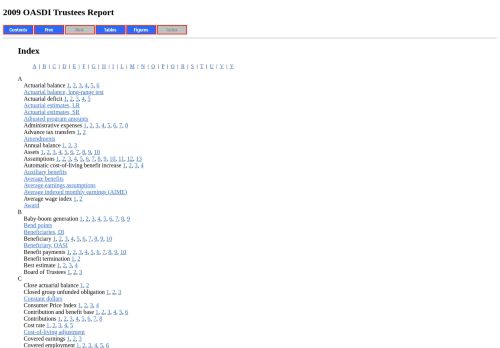 2009 OASDI Trustees Report
Contents Prev Next Tables Figures Index
Index
A | B | C | D | E | F | G | H | I | L | M | N | O | P | Q | R | S | T | U | V
A
Actuarial balance 1, 2, 3, 4, 5, 6
Actuarial balance, long-range test
Actuarial deficit 1, 2, 3, 4, 5
Actuarial estimates, LR
Actuarial estimates, SR
Adjusted program amounts
Administrative expenses 1, 2, 3, 4, 5, 6, 7, 8
Advance tax transfers 1, 2
Amendments
Annual balance 1, 2, 3
Assets 1, 2, 3, 4, 5, 6, 7, 8, 9, 10
Assumptions 1, 2, 3, 4, 5, 6, 7, 8, 9, 10, 11, 12, 13
Automatic cost-of-living benefit increase 1, 2, 3, 4
Auxiliary benefits
Average benefits
Average earnings assumptions
Average indexed monthly earnings (AIME)
Average wage index 1, 2
Award
B
Baby-boom generation 1, 2, 3, 4, 5, 6, 7, 8, 9
Bend points
Beneficiaries, DI
Beneficiary 1, 2, 3, 4, 5, 6, 7, 8, 9, 10
Beneficiary, OASI
Benefit payments 1, 2, 3, 4, 5, 6, 7, 8, 9, 10
Benefit termination 1, 2
Best estimate 1, 2, 3, 4
Board of Trustees 1, 2, 3
C
Close actuarial balance 1, 2
Closed group unfunded obligation 1, 2, 3
Constant dollars
Consumer Price Index 1, 2, 3, 4
Contribution and benefit base 1, 2, 3, 4, 5, 6
Contributions 1, 2, 3, 4, 5, 6, 7, 8
Cost rate 1, 2, 3, 4, 5
Cost-of-living adjustment
Covered earnings 1, 2, 3
Covered employment 1, 2, 3, 4, 5, 6